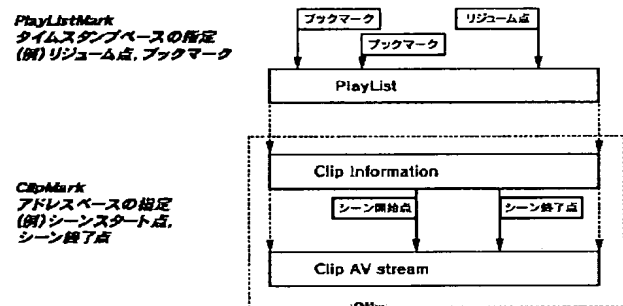 PlayListMark
タイムスタンプベースの指定
(例)リジューム点, ブックマーク
ブックマーク
ブックマーク
リジューム点
PlayList
Clip Information
ClipMark
アドレスベースの指定
(例)シーンスタート点,
シーン終了点
シーン開始点
シーン終了点
Clip AV stream